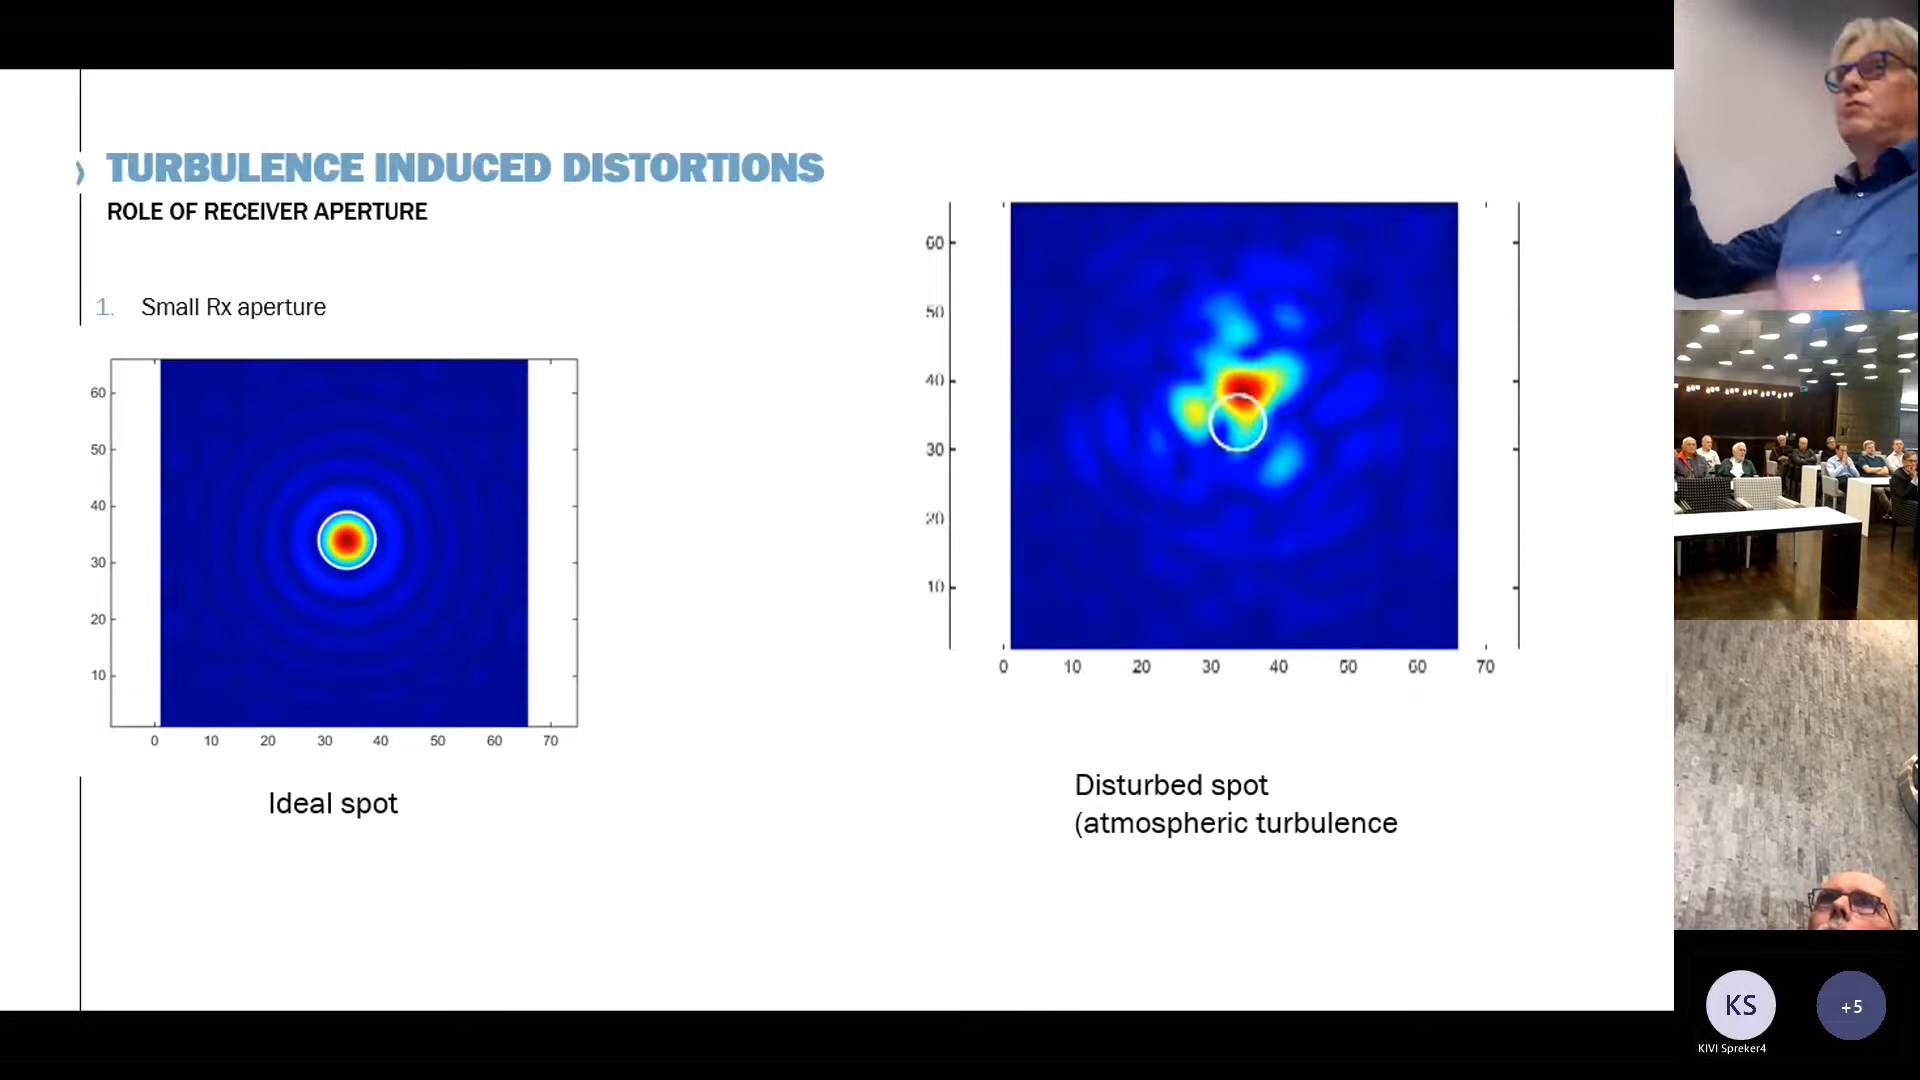 TURBULENCE INDUCED DISTORTIONS
ROLE OF RECEIVER APERTURE
1. Small Rx aperture
60
50
40
30
20
10
0 10 20 30 40 50 60 70
Ideal spot
60
50
40
30
20
10
0 10 20 30 40 50 60 70
Disturbed spot
(atmospheric turbulence
KS
+5
KIVI Spreker4